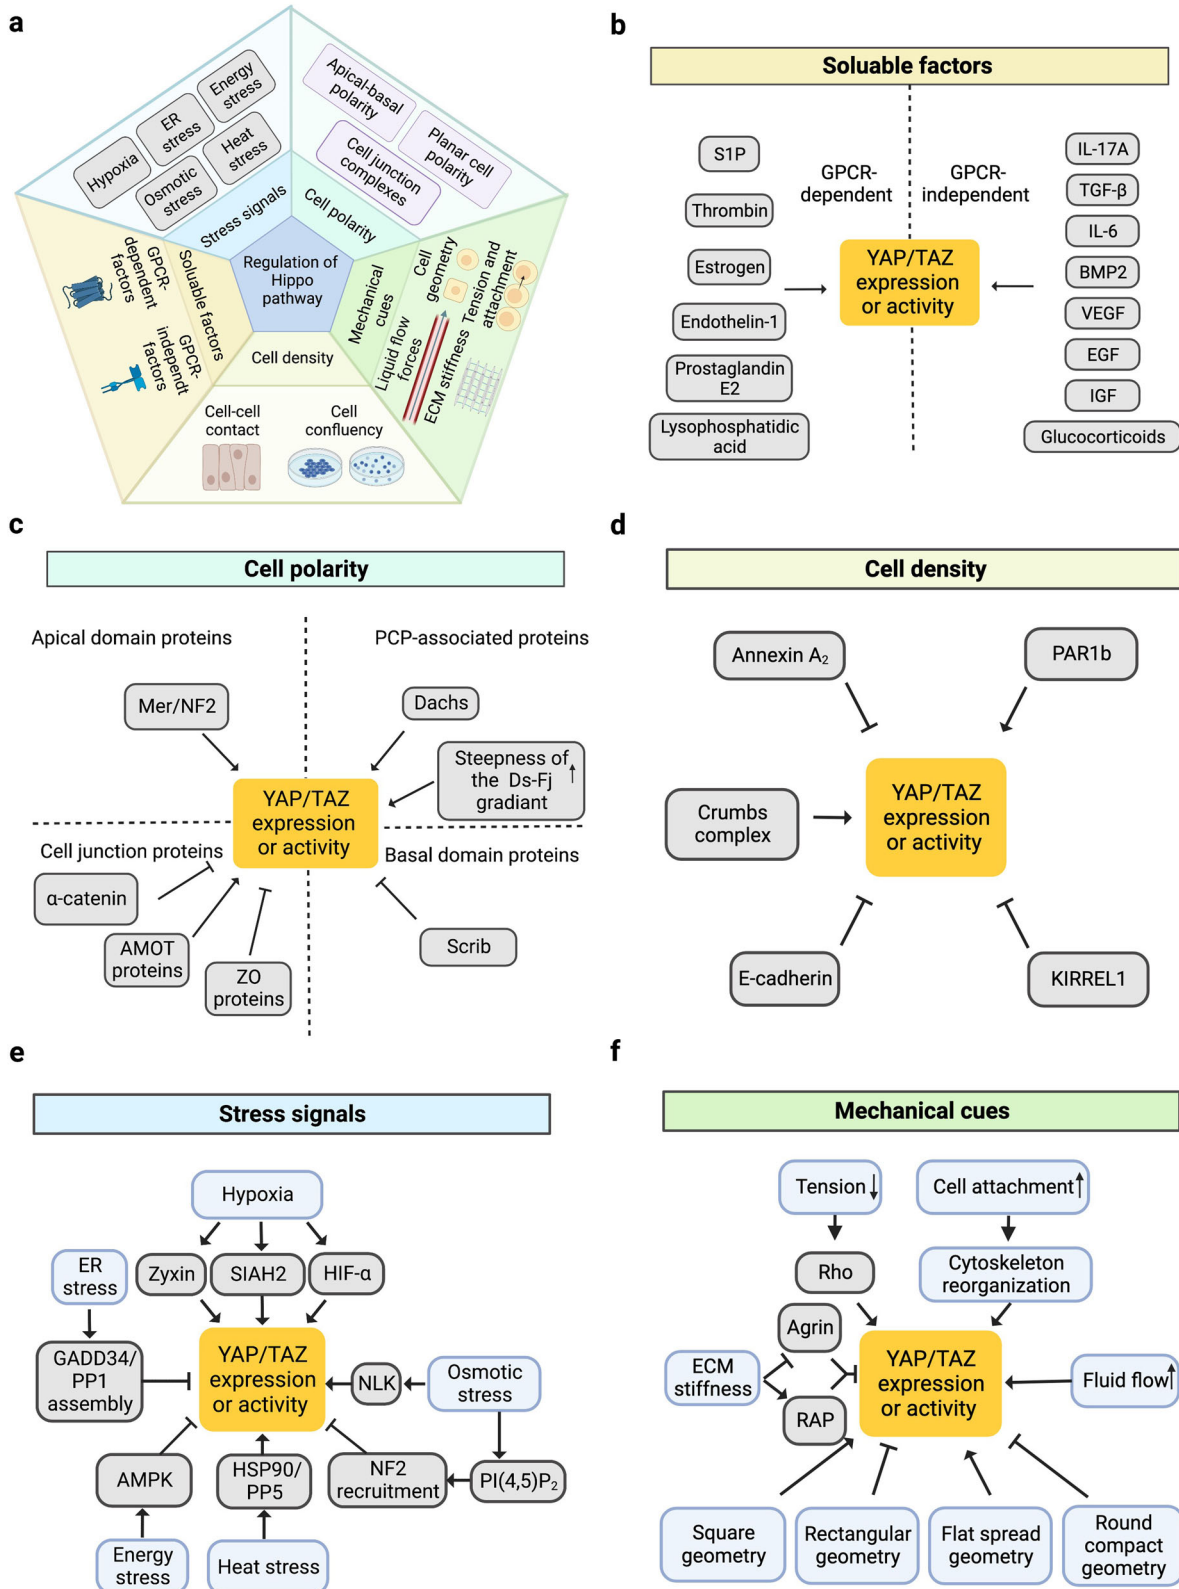 a
Energy
stress
ER
stress
Hypoxia
Heat
stress
Osmotic
stress
Stress signals
Apical-basal
polarity
Planar cell
polarity
Cell junction
complexes
Cell polarity
Regulation of
Hippo
pathway
GPCR-
dependent
factors
GPCR-
independt
factors
Soluable factors
Mechanical
cues
Cell
geometry
Tension and
attachment
Liquid flow
forces
ECM stiffness
Cell density
Cell-cell
contact
Cell
confluency
b
Soluable factors
S1P
Thrombin
Estrogen
Endothelin-1
Prostaglandin
E2
Lysophosphatidic
acid
GPCR-
dependent
GPCR-
independent
YAP/TAZ
expression
or activity
IL-17A
TGF-β
IL-6
BMP2
VEGF
EGF
IGF
Glucocorticoids
c
Cell polarity
Apical domain proteins
PCP-associated proteins
Mer/NF2
Dachs
Steepness of
the Ds-Fj
gradiant
YAP/TAZ
expression
or activity
Cell junction proteins
Basal domain proteins
α-catenin
AMOT
proteins
ZO
proteins
Scrib
d
Cell density
Annexin A₂
PAR1b
Crumbs
complex
YAP/TAZ
expression
or activity
E-cadherin
KIRREL1
e
Stress signals
Hypoxia
ER
stress
Zyxin
SIAH2
HIF-α
GADD34/
PP1
assembly
YAP/TAZ
expression
or activity
NLK
Osmotic
stress
AMPK
HSP90/
PP5
NF2
recruitment
PI(4,5)P₂
Energy
stress
Heat stress
f
Mechanical cues
Tension
Cell attachment
Rho
Cytoskeleton
reorganization
Agrin
ECM
stiffness
RAP
YAP/TAZ
expression
or activity
Fluid flow
Square
geometry
Rectangular
geometry
Flat spread
geometry
Round
compact
geometry